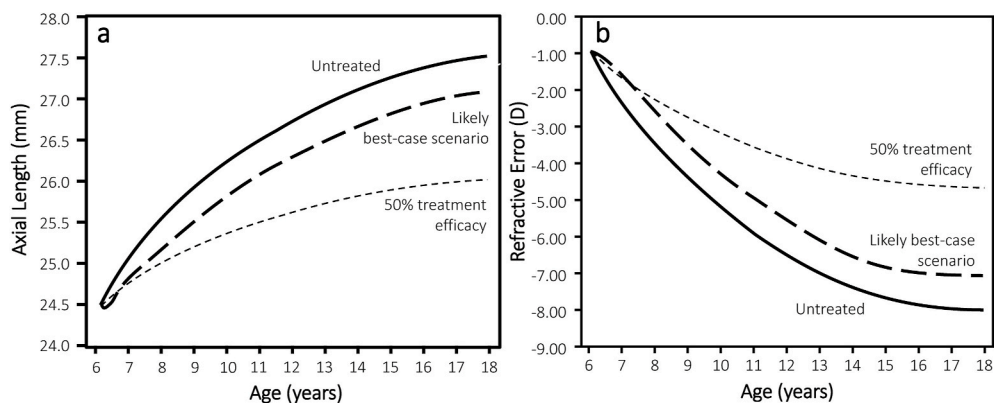 a
Axial Length (mm)
28.0
27.5
27.0
26.5
26.0
25.5
25.0
24.5
24.0
Untreated
Likely
best-case scenario
50% treatment
efficacy
6 7 8 9 10 11 12 13 14 15 16 17 18
Age (years)
b
Refractive Error (D)
0.00
-1.00
-2.00
-3.00
-4.00
-5.00
-6.00
-7.00
-8.00
-9.00
50% treatment
efficacy
Likely best-case
scenario
Untreated
6 7 8 9 10 11 12 13 14 15 16 17 18
Age (years)